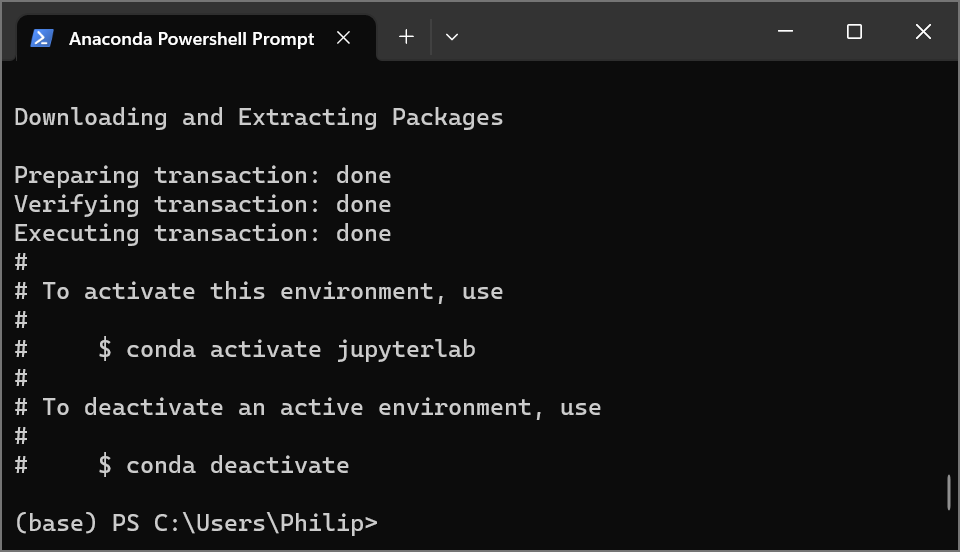 Anaconda Powershell Prompt
Downloading and Extracting Packages
Preparing transaction: done
Verifying transaction: done
Executing transaction: done
#
# To activate this environment, use
#
#     $ conda activate jupyterlab
#
# To deactivate an active environment, use
#
#     $ conda deactivate
(base) PS C:\Users\Philip>